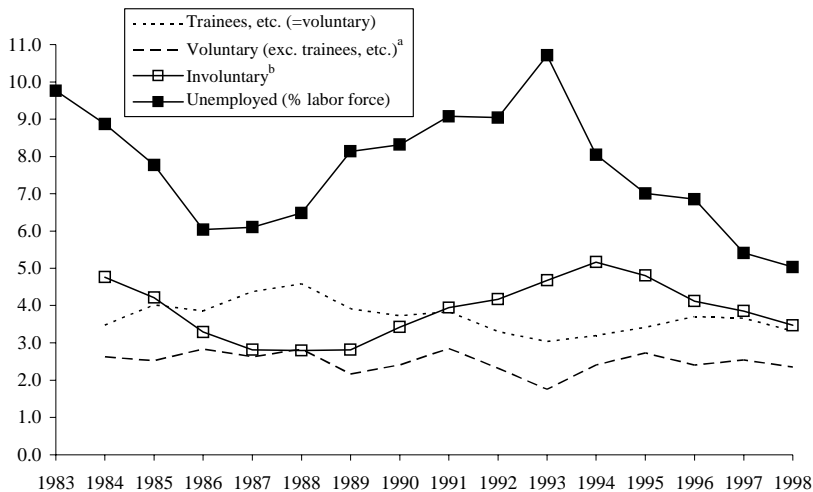 Trainees, etc. (=voluntary)
Voluntary (exc. trainees, etc.)a
Involuntaryb
Unemployed (% labor force)
11.0
10.0
9.0
8.0
7.0
6.0
5.0
4.0
3.0
2.0
1.0
0.0
1983 1984 1985 1986 1987 1988 1989 1990 1991 1992 1993 1994 1995 1996 1997 1998